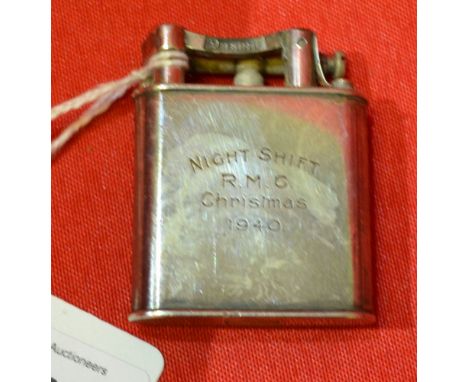 NIGHT SHIFT
R.M.C
Christmas
1940
Auctioneers